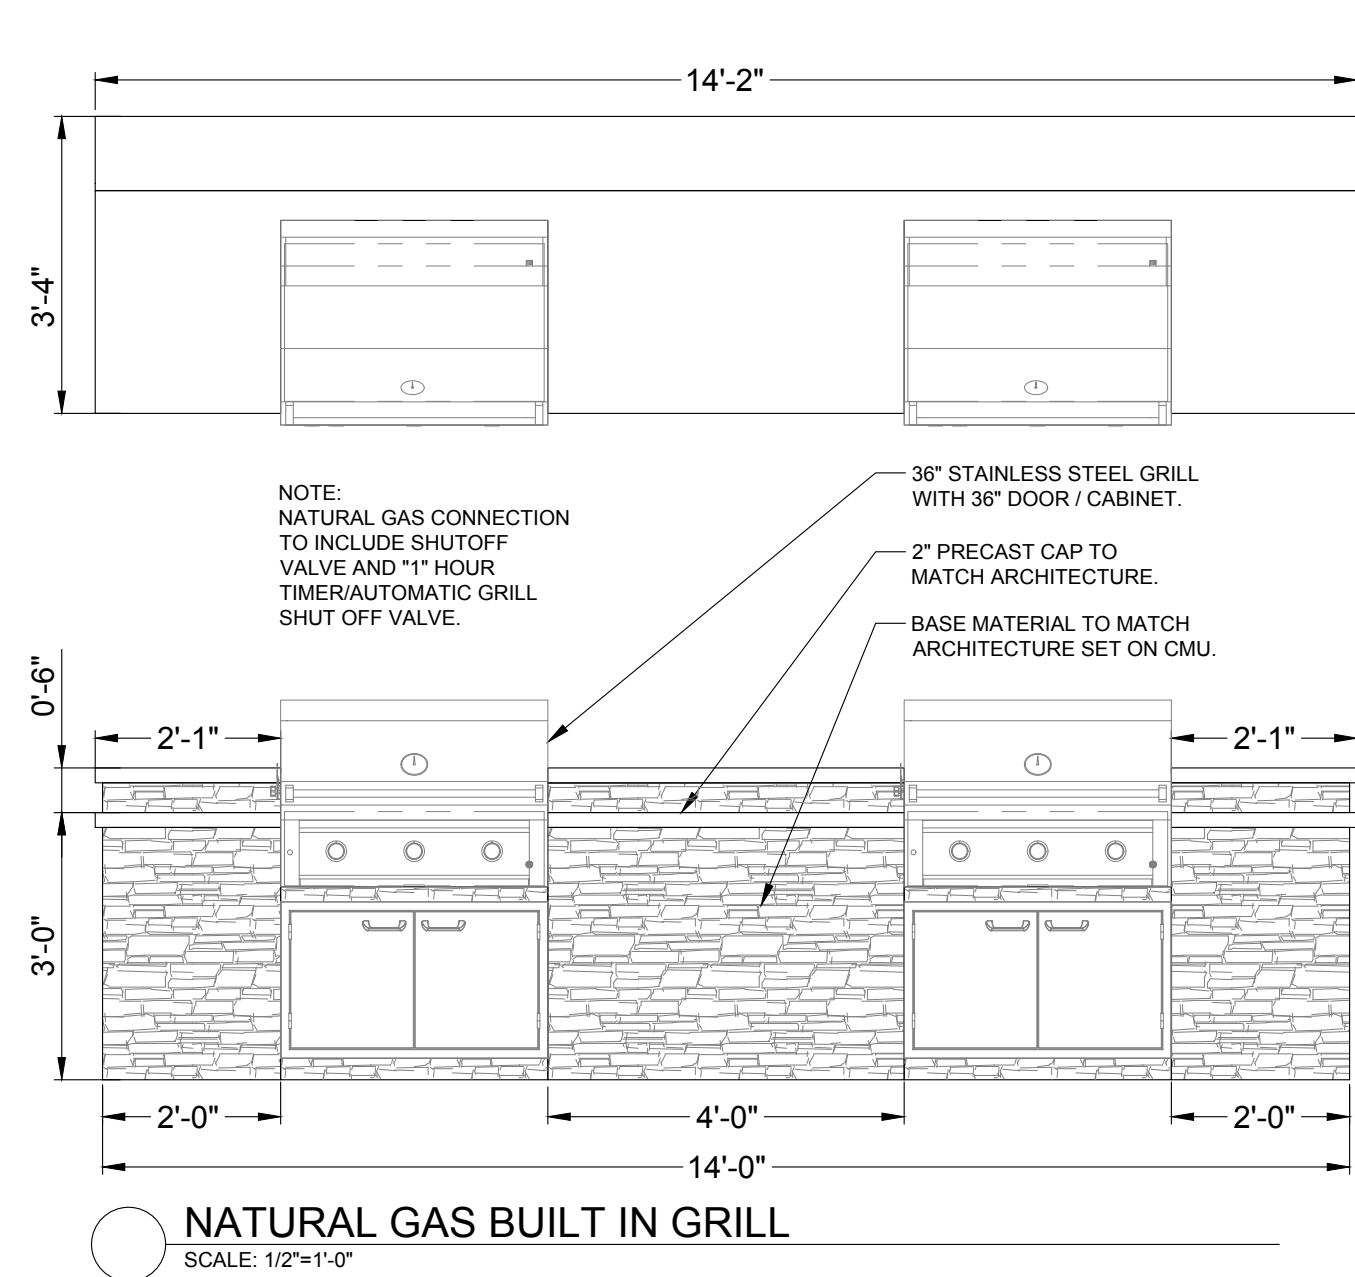 14'-2"
3'-4"
NOTE:
NATURAL GAS CONNECTION
TO INCLUDE SHUTOFF
VALVE AND "1" HOUR
TIMER/AUTOMATIC GRILL
SHUT OFF VALVE.
36" STAINLESS STEEL GRILL
WITH 36" DOOR / CABINET.
2" PRECAST CAP TO
MATCH ARCHITECTURE.
BASE MATERIAL TO MATCH
ARCHITECTURE SET ON CMU.
0'-6"
2'-1"
2'-1"
3'-0"
2'-0"
4'-0"
2'-0"
14'-0"
NATURAL GAS BUILT IN GRILL
SCALE: 1/2"=1'-0"